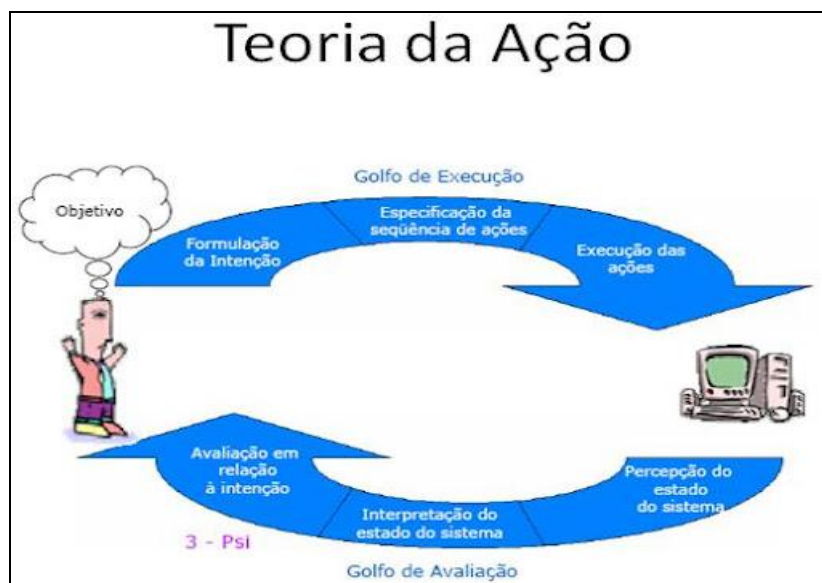 Teoria da Ação
Golfo de Execução
Objetivo
Formulação
da Intenção
Especificação da
seqüência de ações
Execução das
ações
Avaliação em
relação
à intenção
Interpretação do
estado do sistema
Percepção do
estado
do sistema
3 - Psi
Golfo de Avaliação